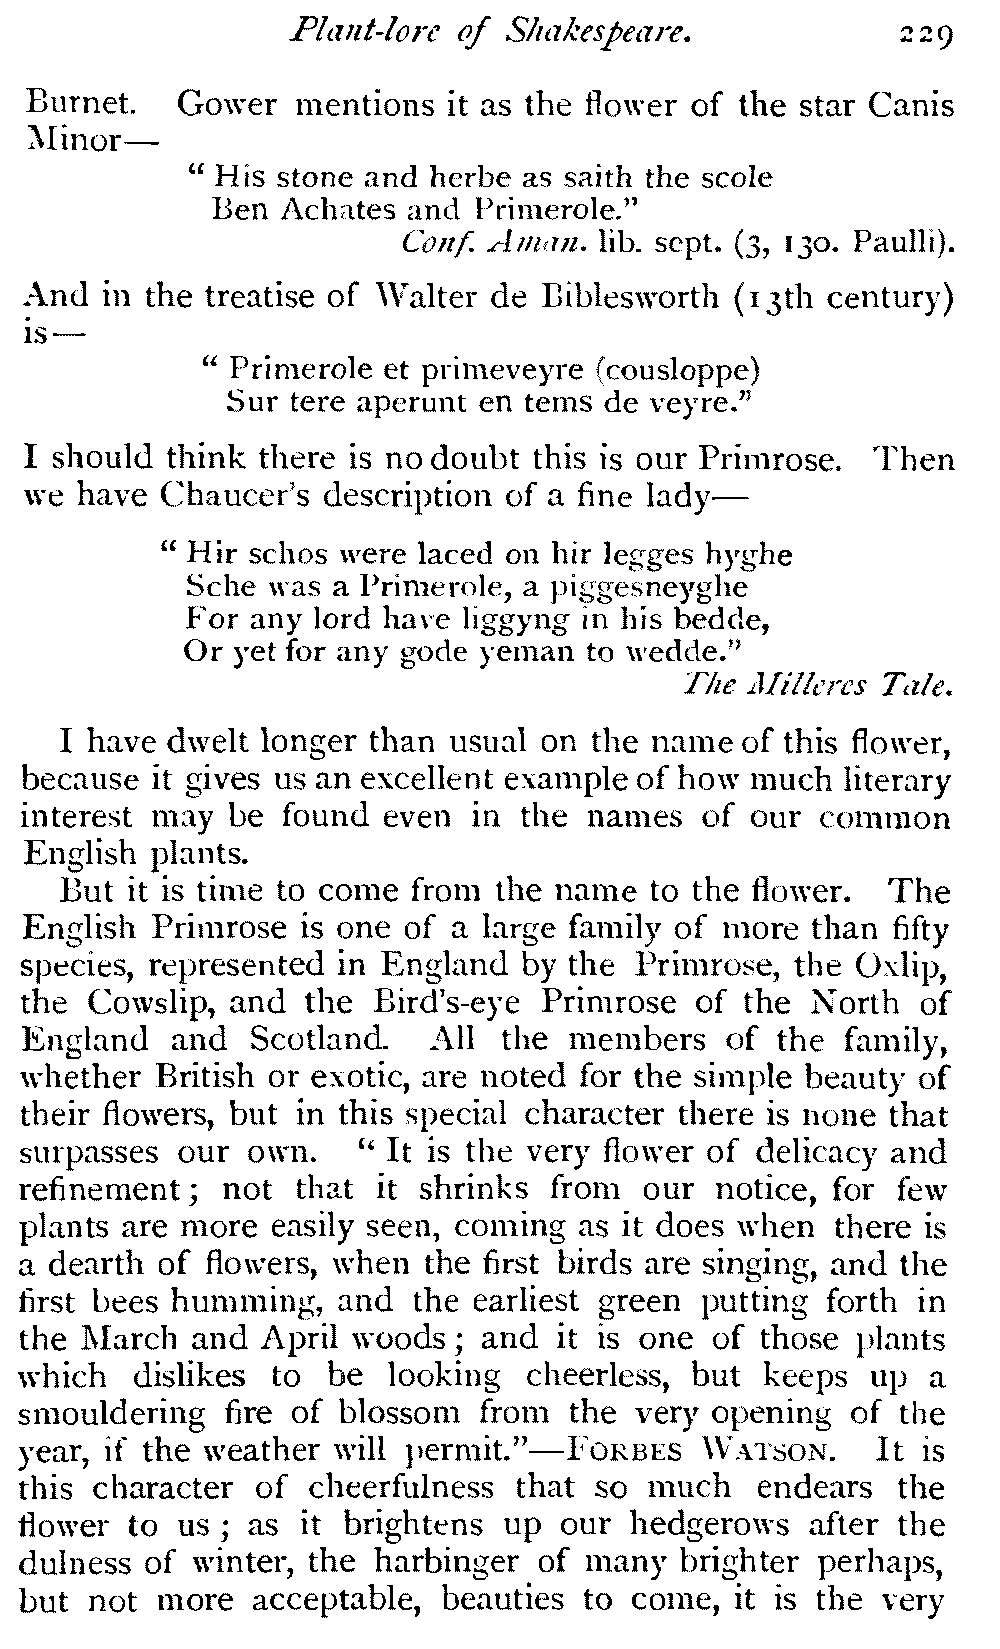 Plant-lore of Shakespeare. 229
Burnet. Gower mentions it as the flower of the star Canis
Minor—
“ His stone and herbe as saith the scole
Ben Achates and Primerole.”
Conf. Aman. lib. sept. (3, 130. Paulli).
And in the treatise of Walter de Biblesworth (13th century)
is—
“ Primerole et primeveyre (cousloppe)
Sur tere aperunt en tems de veyre.”
I should think there is no doubt this is our Primrose. Then
we have Chaucer’s description of a fine lady—
“ Hir schos were laced on hir legges hyghe
Sche was a Primerole, a piggesneyghe
For any lord have liggyng in his bedde,
Or yet for any gode yeman to wedde.”
The Milleres Tale.
I have dwelt longer than usual on the name of this flower,
because it gives us an excellent example of how much literary
interest may be found even in the names of our common
English plants.
But it is time to come from the name to the flower. The
English Primrose is one of a large family of more than fifty
species, represented in England by the Primrose, the Oxlip,
the Cowslip, and the Bird’s-eye Primrose of the North of
England and Scotland. All the members of the family,
whether British or exotic, are noted for the simple beauty of
their flowers, but in this special character there is none that
surpasses our own. “ It is the very flower of delicacy and
refinement ; not that it shrinks from our notice, for few
plants are more easily seen, coming as it does when there is
a dearth of flowers, when the first birds are singing, and the
first bees humming, and the earliest green putting forth in
the March and April woods ; and it is one of those plants
which dislikes to be looking cheerless, but keeps up a
smouldering fire of blossom from the very opening of the
year, if the weather will permit.”—FORBES WATSON. It is
this character of cheerfulness that so much endears the
flower to us ; as it brightens up our hedgerows after the
dulness of winter, the harbinger of many brighter perhaps,
but not more acceptable, beauties to come, it is the very